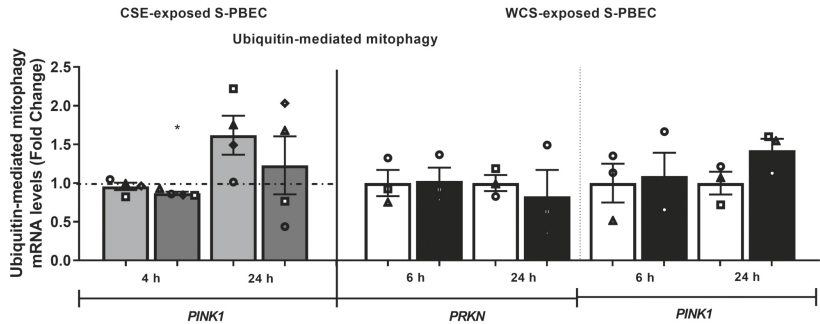 CSE-exposed S-PBEC
WCS-exposed S-PBEC
Ubiquitin-mediated mitophagy
Ubiquitin-mediated mitophagy
mRNA levels (Fold Change)
2.5
2.0
1.5
1.0
0.5
0.0
*
4 h
24 h
6 h
24 h
6 h
24 h
PINK1
PRKN
PINK1